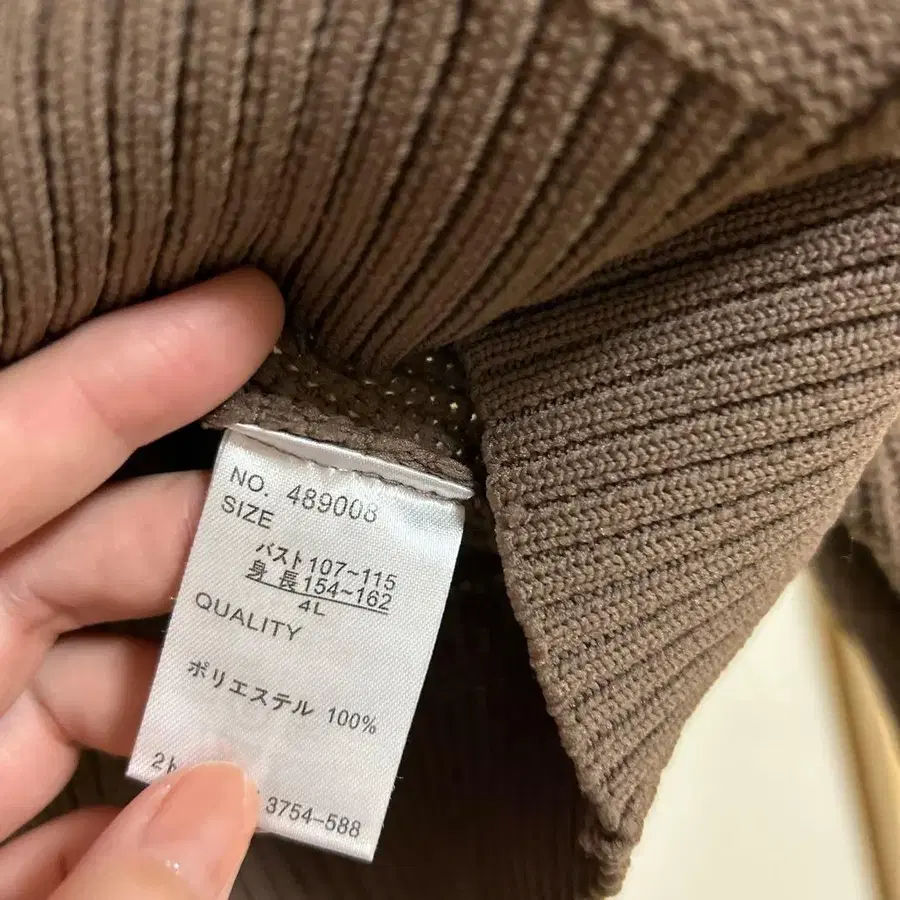 NO. 489008
SIZE
バスト107~115
身長154~162
4L
QUALITY
ポリエステル 100%
3754-588